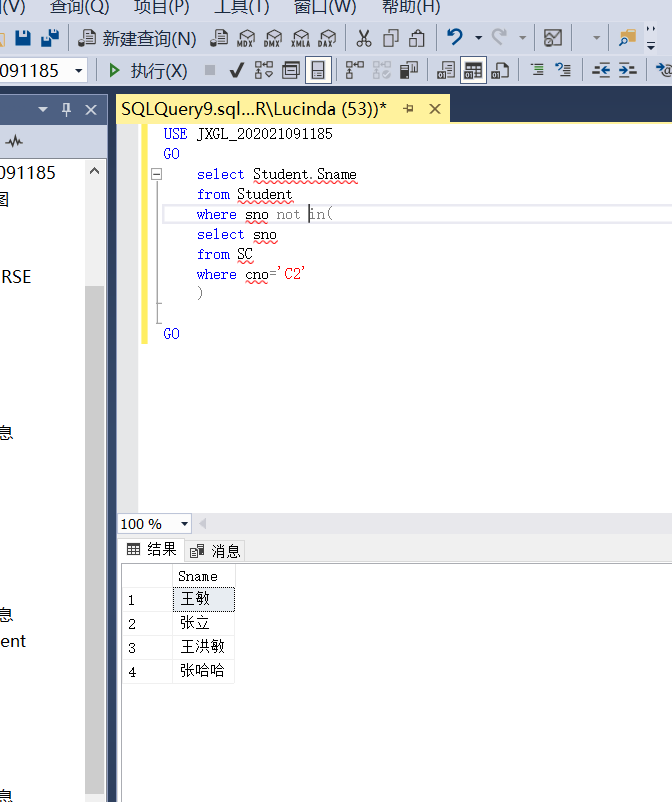 (V) 查询(Q) 项目(P) 工具(T) 窗口(W) 帮助(H)
新建查询(N) MDX DMX XMLA DAX
091185 执行(X)
SQLQuery9.sql...R\Lucinda (53))*
091185
图
RSE
息
息
ent
息
USE JXGL_202021091185
GO
select Student.Sname
from Student
where sno not in(
select sno
from SC
where cno='C2'
)
GO
100 %
结果 消息
Sname
1 王敏
2 张立
3 王洪敏
4 张哈哈